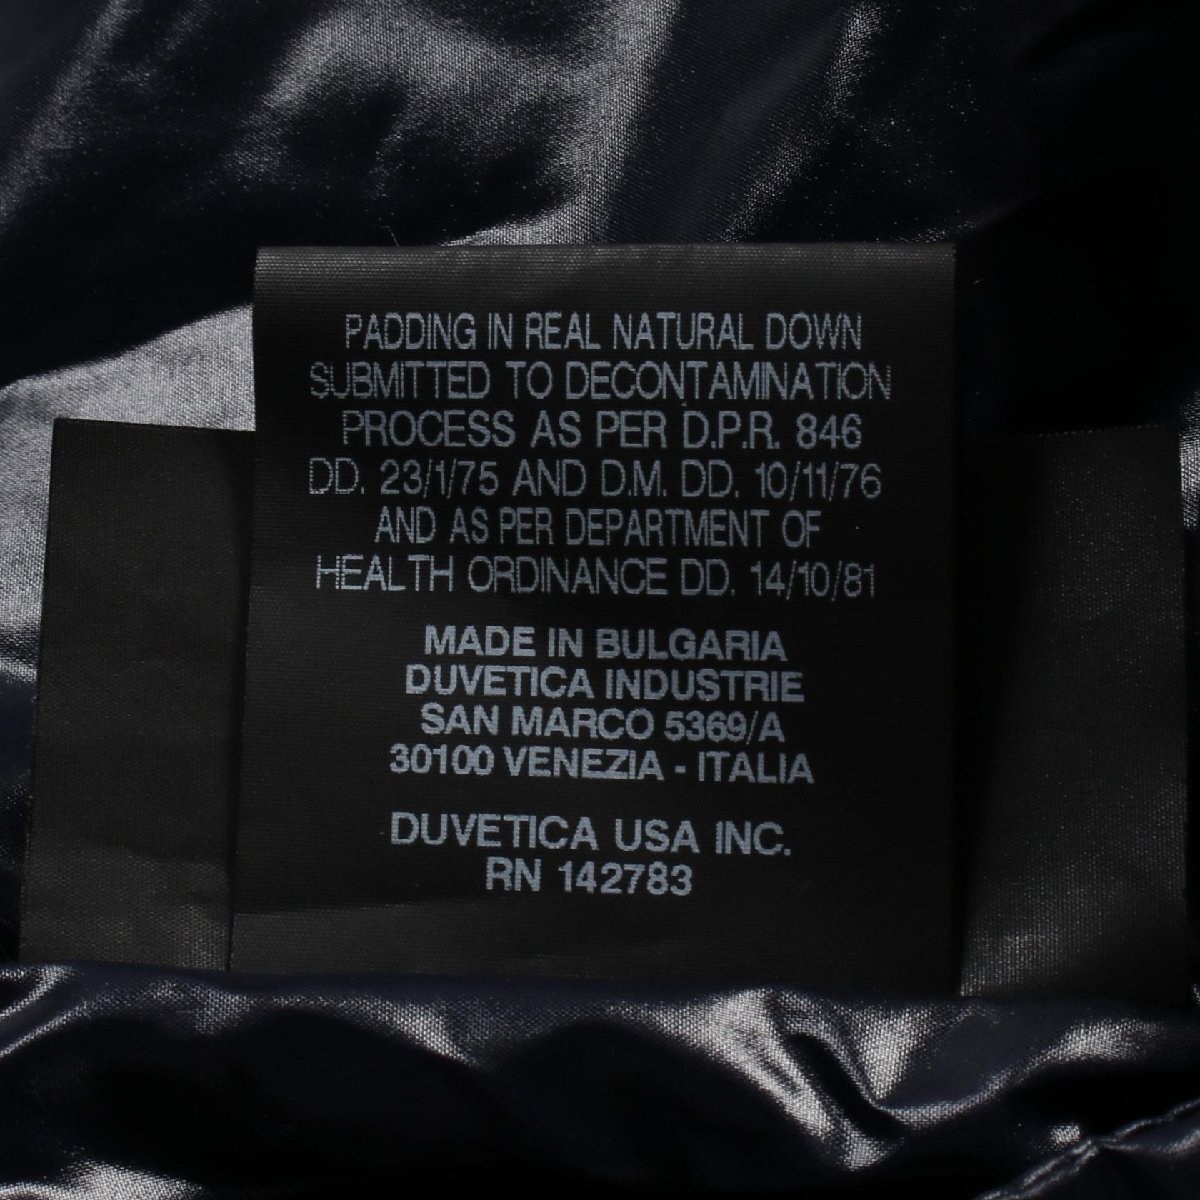 PADDING IN REAL NATURAL DOWN
SUBMITTED TO DECONTAMINATION
PROCESS AS PER D.P.R. 846
DD. 23/1/75 AND D.M. DD. 10/11/76
AND AS PER DEPARTMENT OF
HEALTH ORDINANCE DD. 14/10/81
MADE IN BULGARIA
DUVETICA INDUSTRIE
SAN MARCO 5369/A
30100 VENEZIA - ITALIA
DUVETICA USA INC.
RN 142783